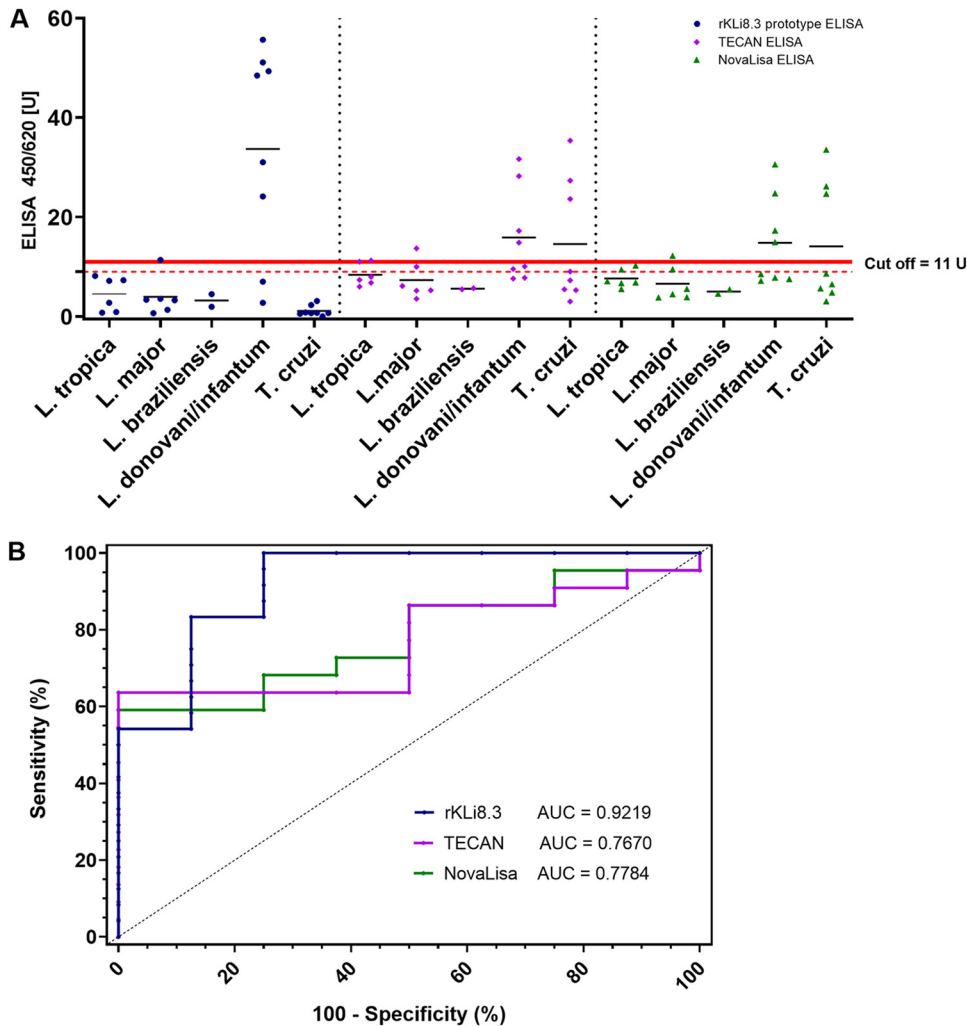 A
rKLi8.3 prototype ELISA
TECAN ELISA
NovaLisa ELISA
ELISA 450/620 [U]
60
40
20
0
Cut off = 11 U
L. tropica
L. major
L. braziliensis
L. donovani/infantum
T. cruzi
L. tropica
L.major
L. braziliensis
L. donovani/infantum
T. cruzi
L. tropica
L.major
L. braziliensis
L. donovani/infantum
T. cruzi
B
Sensitivity (%)
100
80
60
40
20
0
rKLi8.3 AUC = 0.9219
TECAN AUC = 0.7670
NovaLisa AUC = 0.7784
0
20
40
60
80
100
100 - Specificity (%)